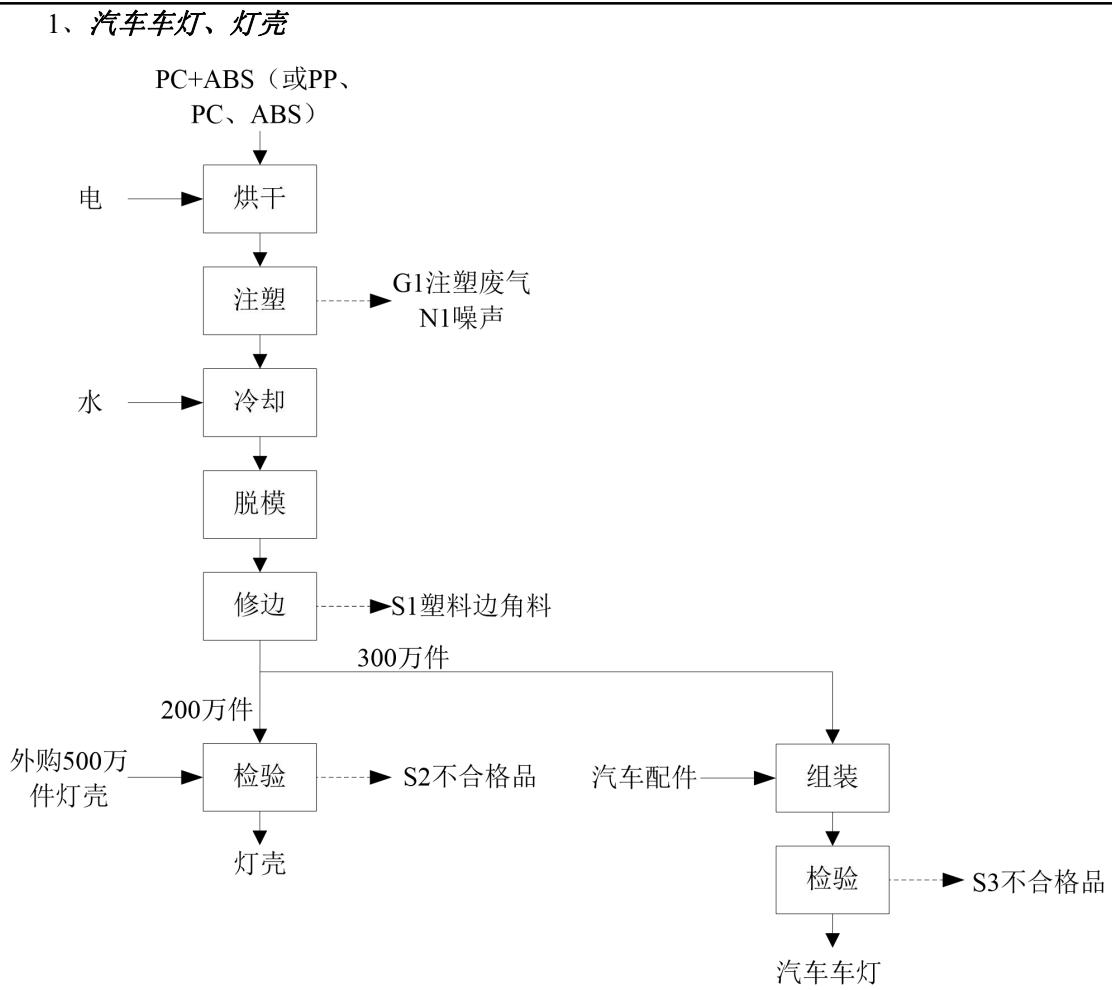 1、汽车车灯、灯壳
PC+ABS（或PP、
PC、ABS）
电
烘干
注塑
G1注塑废气
N1噪声
水
冷却
脱模
修边
S1塑料边角料
300万件
200万件
外购500万
件灯壳
检验
S2不合格品
汽车配件
组装
灯壳
检验
S3不合格品
汽车车灯